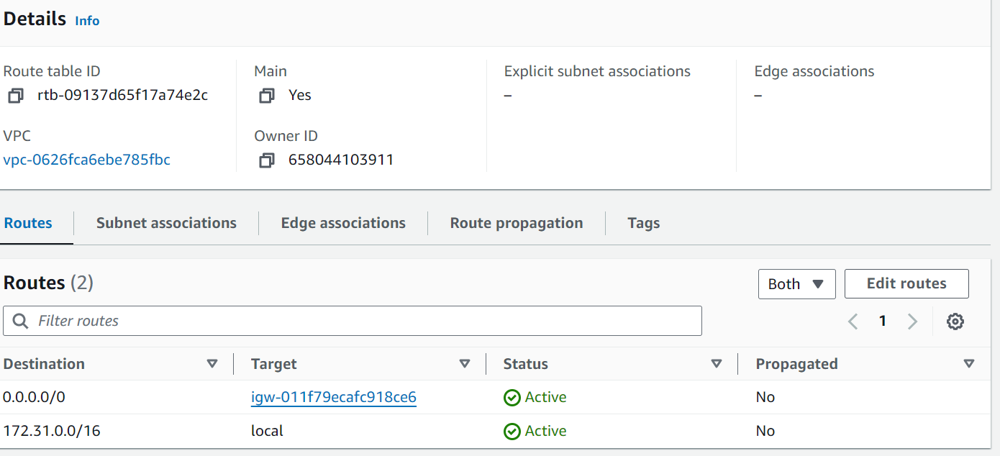 Details Info
Route table ID
rtb-09137d65f17a74e2c
Main
Yes
Explicit subnet associations
–
Edge associations
–
VPC
vpc-0626fca6ebe785fbc
Owner ID
658044103911
Routes Subnet associations Edge associations Route propagation Tags
Routes (2)
Both
Edit routes
Filter routes
1
Destination Target Status Propagated
0.0.0.0/0 igw-011f79ecafc918ce6 Active No
172.31.0.0/16 local Active No